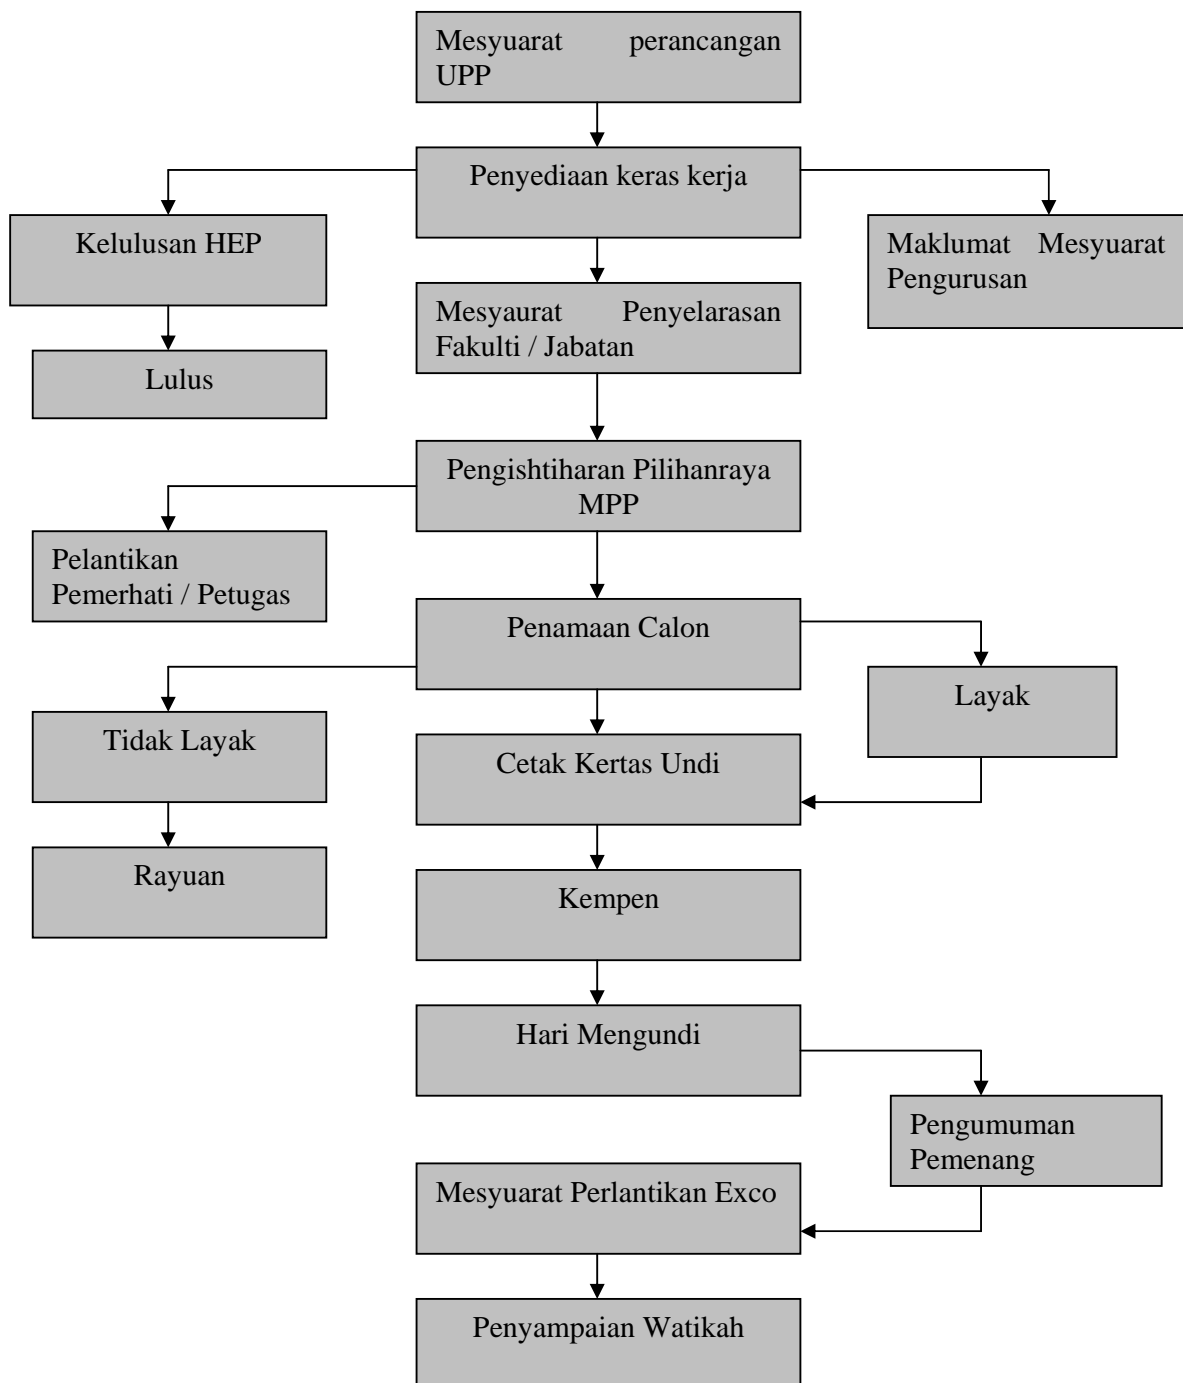 Mesyuarat perancangan
UPP
Penyediaan keras kerja
Kelulusan HEP
Maklumat Mesyuarat
Pengurusan
Mesyaurat Penyelarasan
Fakulti / Jabatan
Lulus
Pengishtiharan Pilihanraya
MPP
Pelantikan
Pemerhati / Petugas
Penamaan Calon
Layak
Tidak Layak
Cetak Kertas Undi
Rayuan
Kempen
Hari Mengundi
Pengumuman
Pemenang
Mesyuarat Perlantikan Exco
Penyampaian Watikah